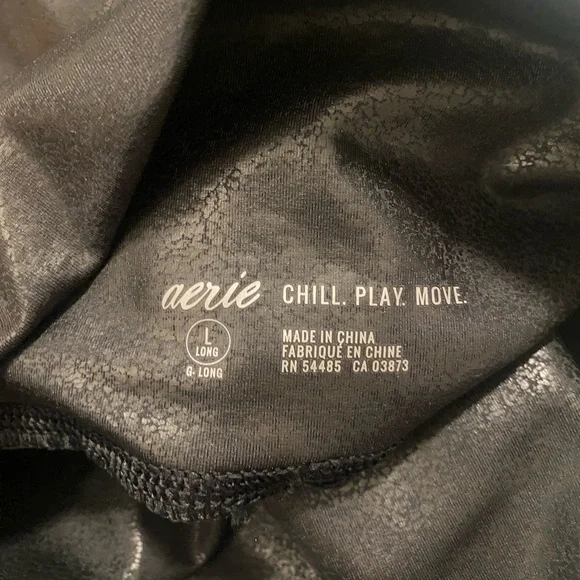 aerie CHILL. PLAY. MOVE.
L
LONG
G- LONG
MADE IN CHINA
FABRIQUÉ EN CHINE
RN 54485 CA 03873